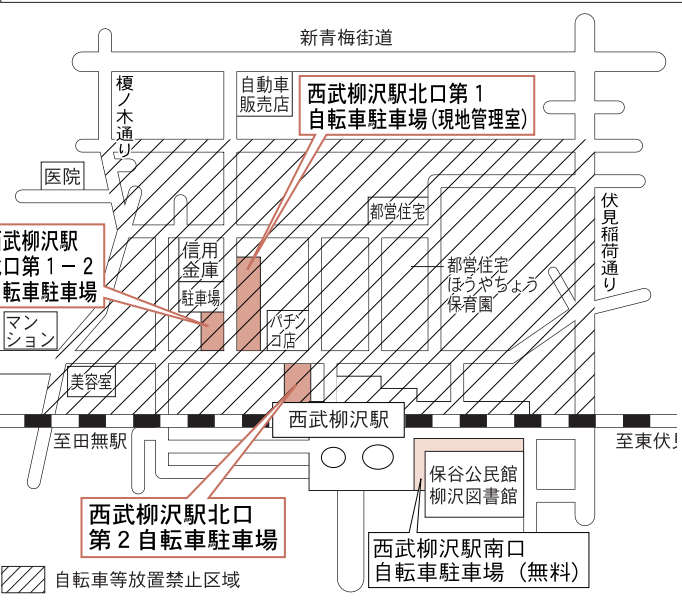 新青梅街道
榎ノ木通り
自動車
販売店
西武柳沢駅北口第1
自転車駐車場(現地管理室)
医院
都営住宅
伏見稲荷通り
武柳沢駅
口第1－2
転車駐車場
信用
金庫
駐車場
都営住宅
ほうやちょう
保育園
マン
ション
パチン
コ店
美容室
西武柳沢駅
至田無駅
至東伏
保谷公民館
柳沢図書館
西武柳沢駅北口
第2自転車駐車場
西武柳沢駅南口
自転車駐車場（無料）
自転車等放置禁止区域